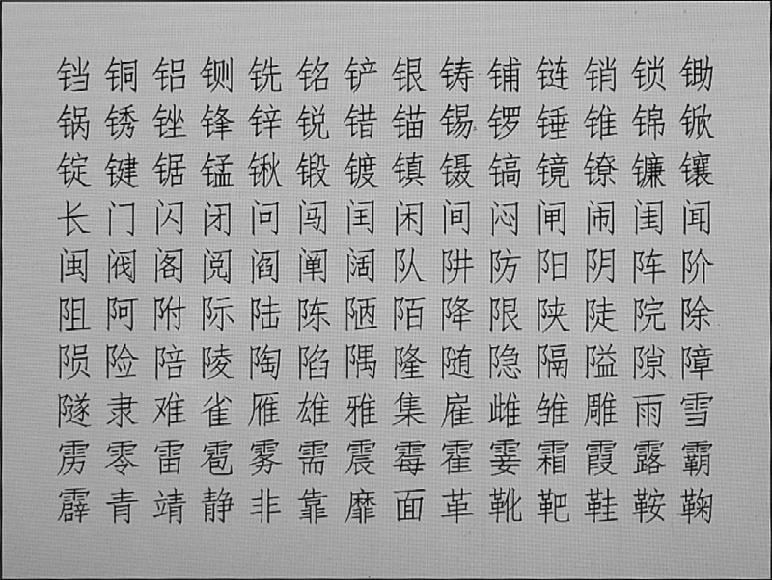 铛铜铝铡铣铭铲银铸铺链销锁锄
锅锈锉锋锌锐错锚锡锣锤锥锦锨
锭键锯锰锹锻镀镇镊镐镜镣镰镶
长门闪闭问闯闰闲间闷闸闹闺闻
闽阀阁阅阎阐阔队阱防阳阴阵阶
阻阿附际陆陈陋陌降限陕陡院除
陨险陪陵陶陷隅隆随隐隔隘隙障
隧隶难雀雁雄雅集雇雌雏雕雨雪
雳零雷雹雾需震霉霍霎霜霞露霸
霹青靖静非靠靡面革靴靶鞋鞍鞠